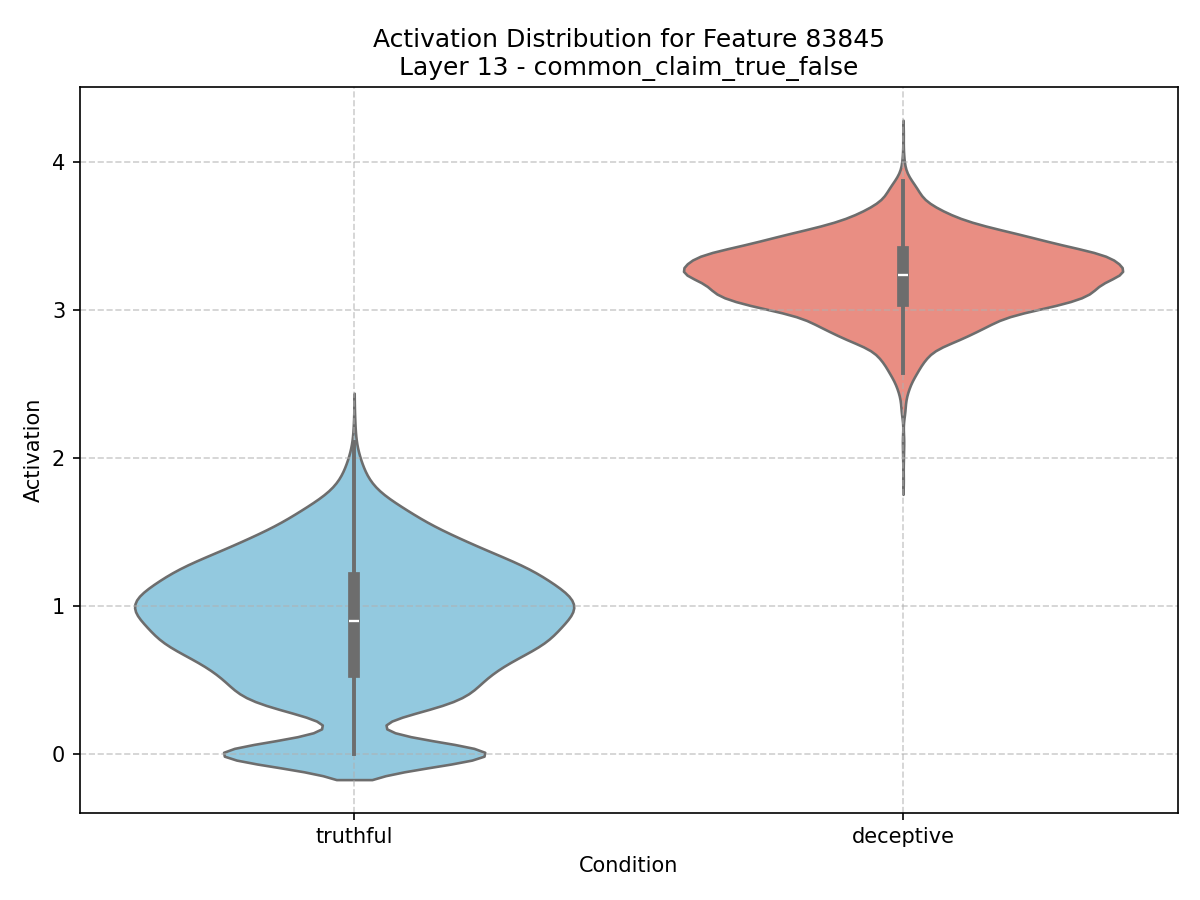 Activation Distribution for Feature 83845
Layer 13 - common_claim_true_false
4
3
2
1
0
Activation
truthful
deceptive
Condition